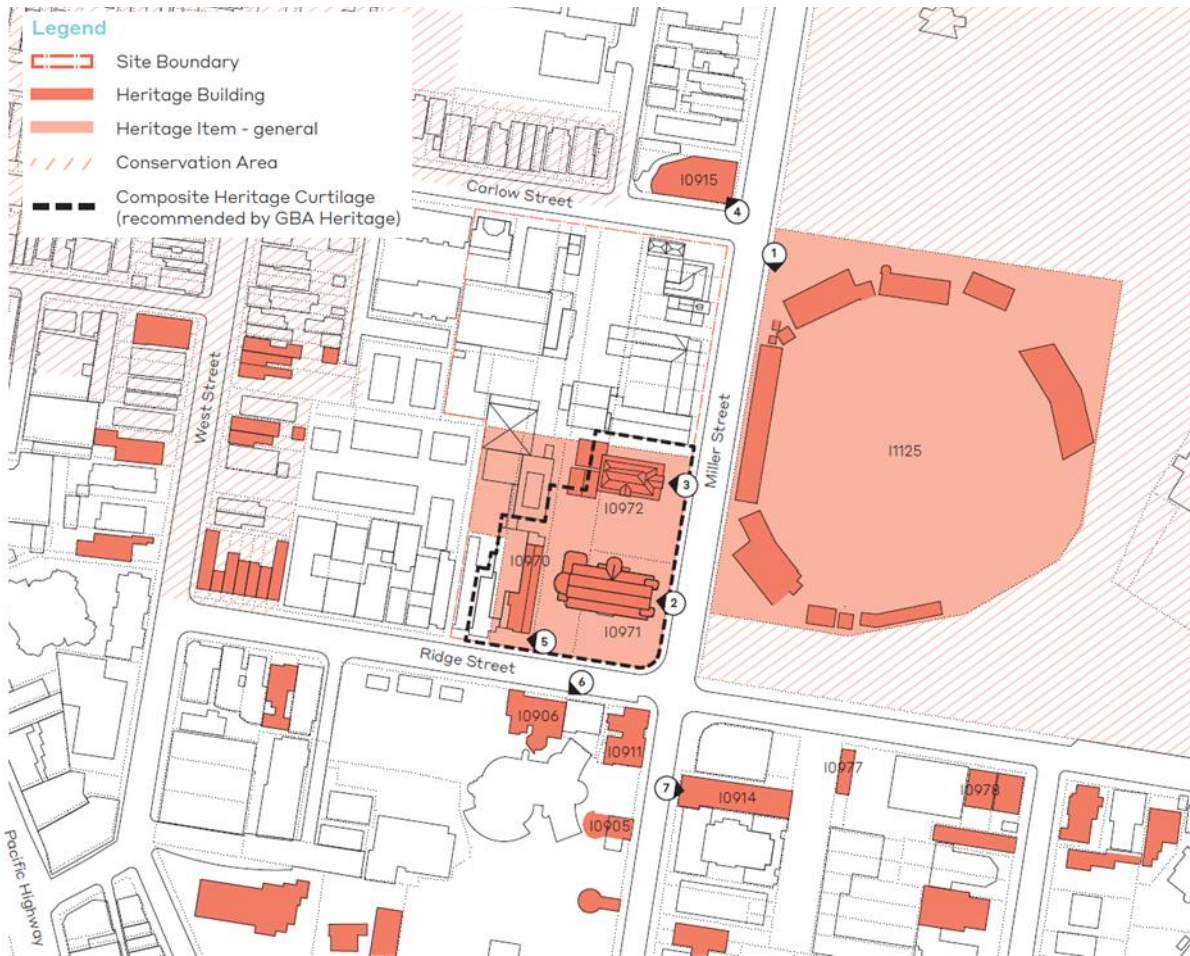 Legend
Site Boundary
Heritage Building
Heritage Item - general
Conservation Area
Composite Heritage Curtilage
(recommended by GBA Heritage)
I0915
Carlow Street
4
1
West Street
Miller Street
I1125
3
I0972
I0970
2
I0971
5
Ridge Street
6
I0906
I0911
I0977
I0978
7
I0914
I0905
Pacific Highway